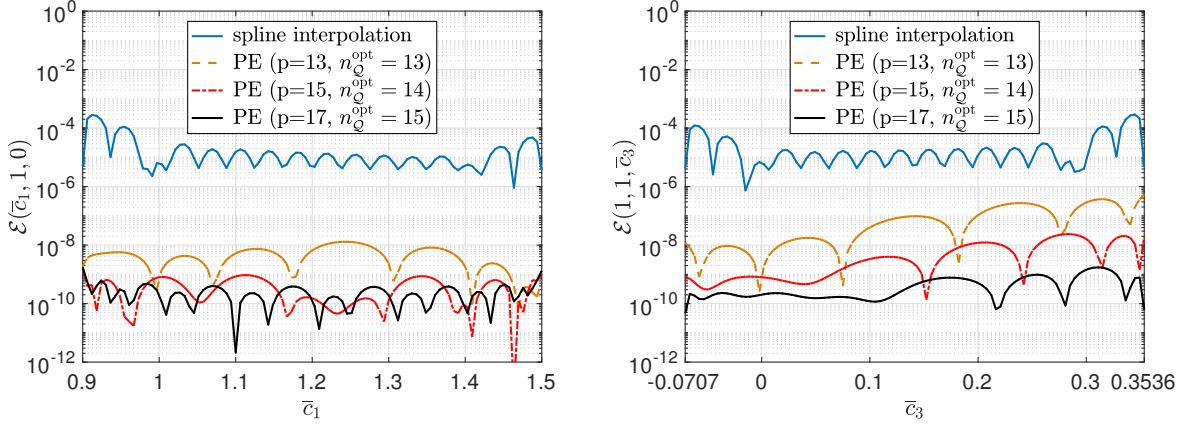 10^0
10^-2
10^-4
10^-6
10^-8
10^-10
10^-12
ℰ(c̅₁, 1, 0)
spline interpolation
PE (p=13, n_𝒬^opt = 13)
PE (p=15, n_𝒬^opt = 14)
PE (p=17, n_𝒬^opt = 15)
0.9 1 1.1 1.2 1.3 1.4 1.5
c̅₁
10^0
10^-2
10^-4
10^-6
10^-8
10^-10
10^-12
ℰ(1, 1, c̅₃)
spline interpolation
PE (p=13, n_𝒬^opt = 13)
PE (p=15, n_𝒬^opt = 14)
PE (p=17, n_𝒬^opt = 15)
-0.0707 0 0.1 0.2 0.3 0.3536
c̅₃